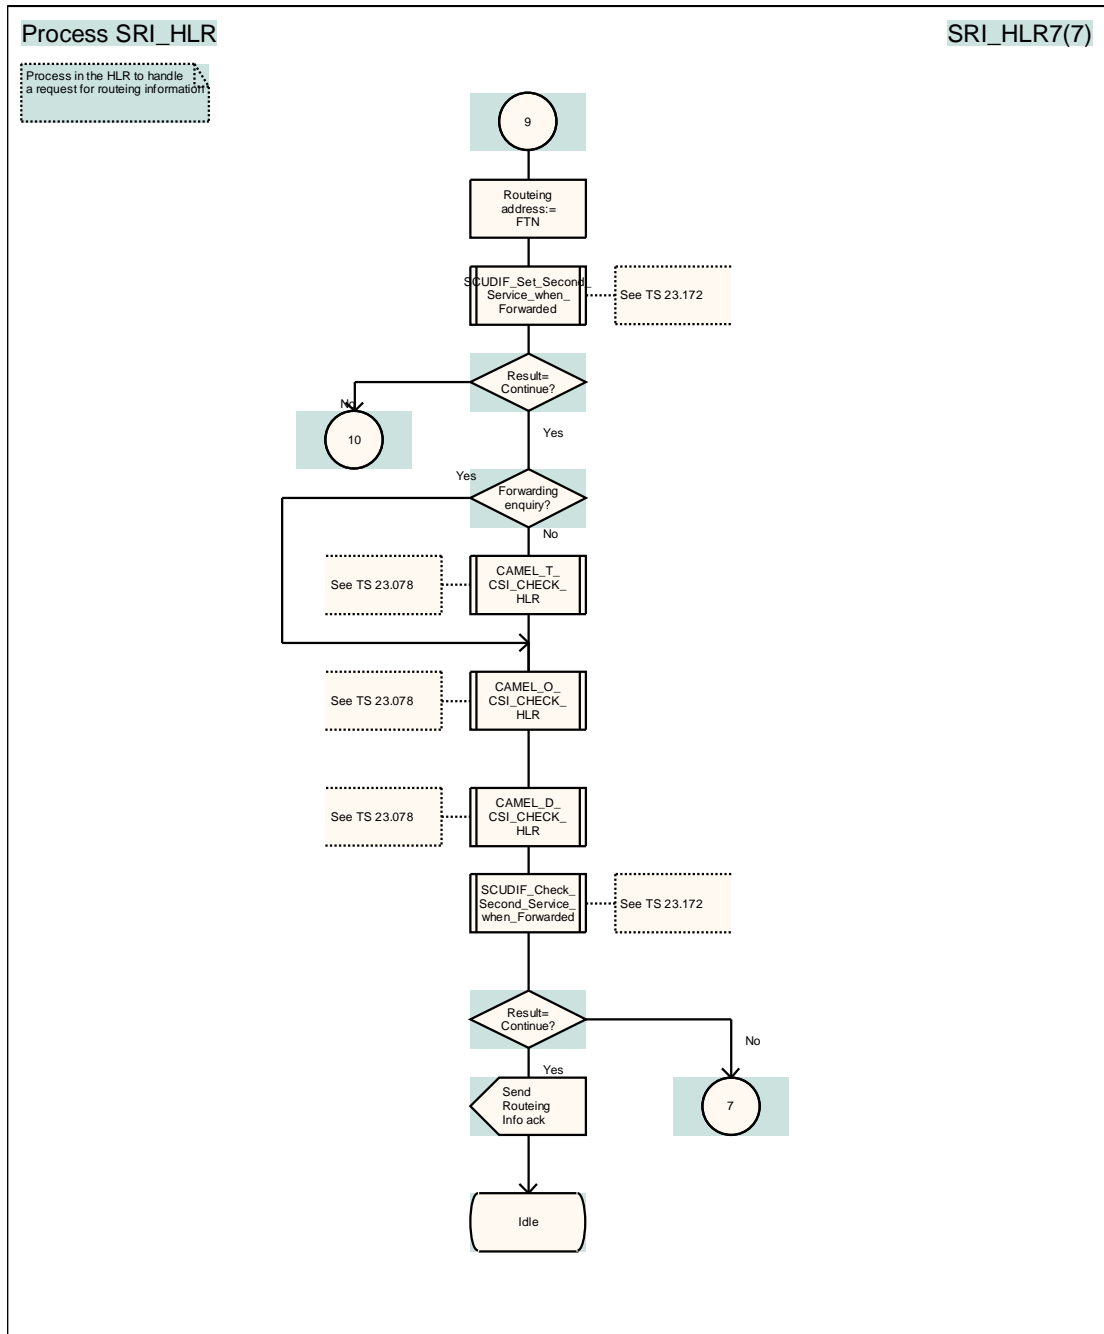 Process SRI_HLR
SRI_HLR7(7)
Process in the HLR to handle
a request for routeing information
9
Routeing
address:=
FTN
SCUDIF_Set_Second_
Service_when_
Forwarded
See TS 23.172
Result=
Continue?
No
10
Yes
Yes
Forwarding
enquiry?
No
See TS 23.078
CAMEL_T_
CSI_CHECK_
HLR
See TS 23.078
CAMEL_O_
CSI_CHECK_
HLR
See TS 23.078
CAMEL_D_
CSI_CHECK_
HLR
SCUDIF_Check_
Second_Service_
when_Forwarded
See TS 23.172
Result=
Continue?
No
Yes
Send
Routeing
Info ack
7
Idle